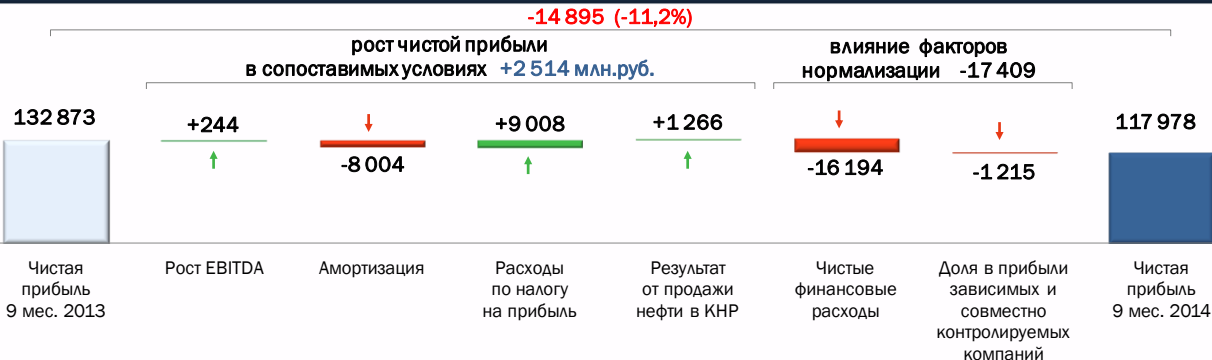 -14 895 (-11,2%)
рост чистой прибыли
в сопоставимых условиях +2 514 млн.руб.
влияние факторов
нормализации -17 409
132 873
+244
-8 004
+9 008
+1 266
-16 194
-1 215
117 978
Чистая
прибыль
9 мес. 2013
Рост EBITDA
Амортизация
Расходы
по налогу
на прибыль
Результат
от продажи
нефти в КНР
Чистые
финансовые
расходы
Доля в прибыли
зависимых и
совместно
контролируемых
компаний
Чистая
прибыль
9 мес. 2014